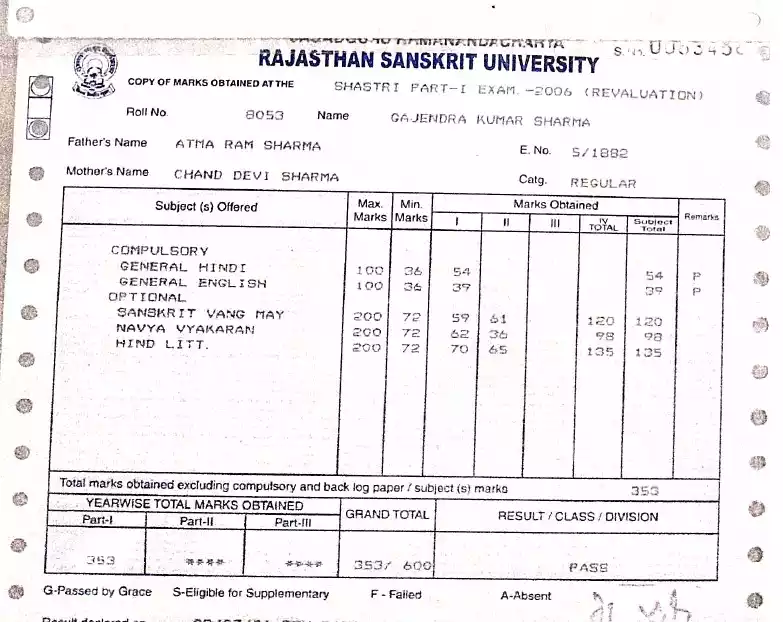 JAGADGURU RAMANANDACHARYA
RAJASTHAN SANSKRIT UNIVERSITY
COPY OF MARKS OBTAINED AT THE SHASTRI PART-I EXAM.-2006 (REVALUATION)
Roll No. 8053 Name GAJENDRA KUMAR SHARMA
Father's Name ATMA RAM SHARMA
E. No. S/1882
Mother's Name CHAND DEVI SHARMA
Catg. REGULAR
Subject (s) Offered Max. Marks Min. Marks Marks Obtained Remarks
I II III IV TOTAL Subject Total
COMPULSORY
GENERAL HINDI 100 36 54 54 P
GENERAL ENGLISH 100 36 39 39 P
OPTIONAL
SANSKRIT VANG MAY 200 72 59 61 120 120
NAVYA VYAKARAN 200 72 62 36 98 98
HIND LITT. 200 72 70 65 135 135
Total marks obtained excluding compulsory and back log paper / subject (s) marks 353
YEARWISE TOTAL MARKS OBTAINED GRAND TOTAL RESULT / CLASS / DIVISION
Part-I Part-II Part-III
353 **** **** 353/ 600 PASS
G-Passed by Grace S-Eligible for Supplementary F - Failed A-Absent
Result declared on